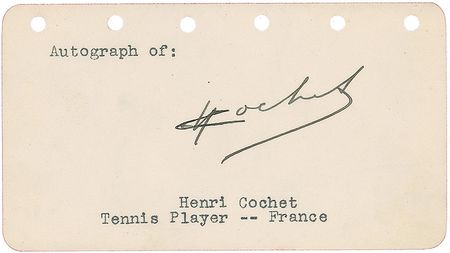 Autograph of:
H Cochet
Henri Cochet
Tennis Player -- France